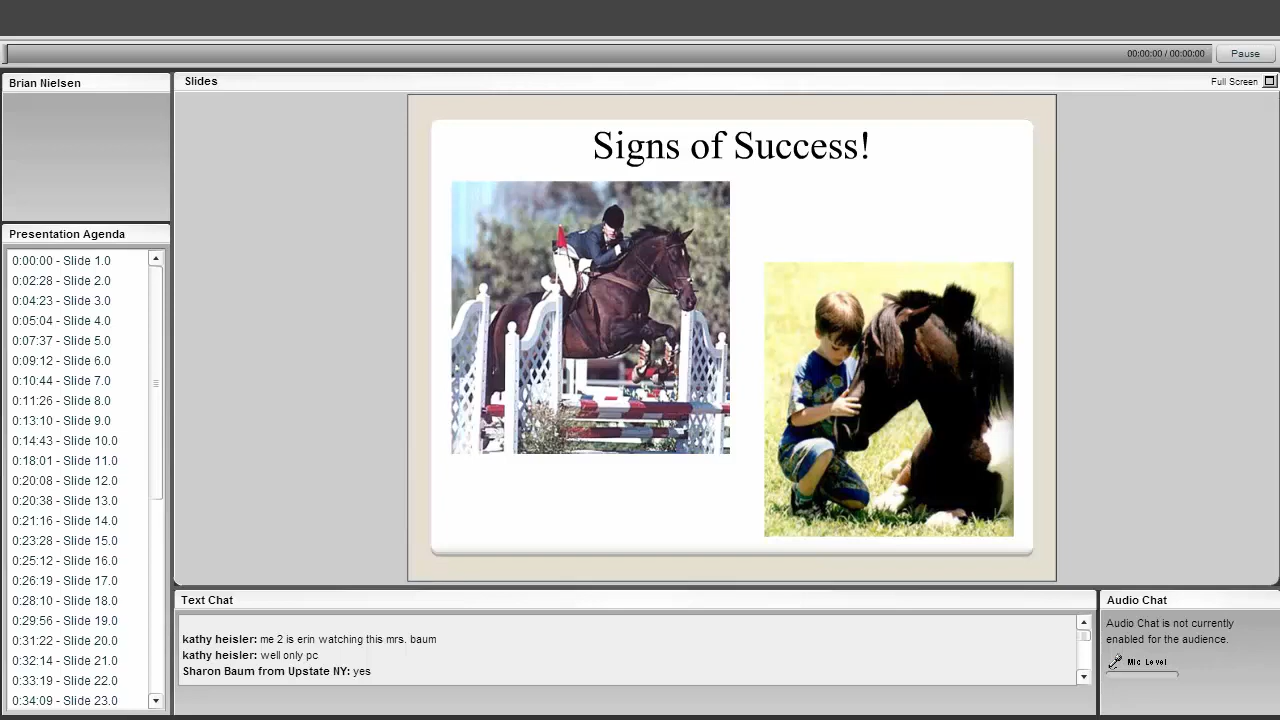 00:00:00 / 00:00:00
Pause
Brian Nielsen
Slides
Full Screen
Signs of Success!
Presentation Agenda
0:00:00 - Slide 1.0
0:02:28 - Slide 2.0
0:04:23 - Slide 3.0
0:05:04 - Slide 4.0
0:07:37 - Slide 5.0
0:09:12 - Slide 6.0
0:10:44 - Slide 7.0
0:11:26 - Slide 8.0
0:13:10 - Slide 9.0
0:14:43 - Slide 10.0
0:18:01 - Slide 11.0
0:20:08 - Slide 12.0
0:20:38 - Slide 13.0
0:21:16 - Slide 14.0
0:23:28 - Slide 15.0
0:25:12 - Slide 16.0
0:26:19 - Slide 17.0
0:28:10 - Slide 18.0
0:29:56 - Slide 19.0
0:31:22 - Slide 20.0
0:32:14 - Slide 21.0
0:33:19 - Slide 22.0
0:34:09 - Slide 23.0
Text Chat
kathy heisler: me 2 is erin watching this mrs. baum
kathy heisler: well only pc
Sharon Baum from Upstate NY: yes
Audio Chat
Audio Chat is not currently
enabled for the audience.
Mic Level